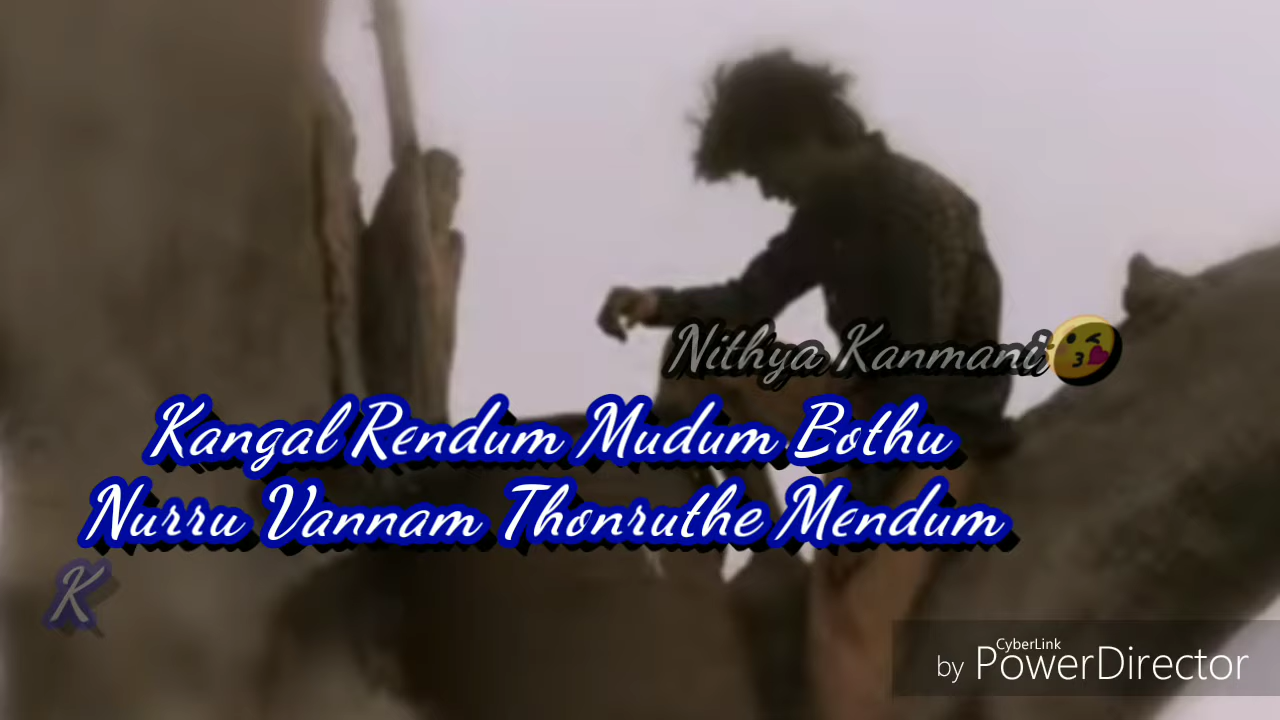 Nithya Kanmani😘
Kangal Rendum Mudum Bothu
Nurru Vannam Thonruthe Mendum
K
CyberLink
by PowerDirector